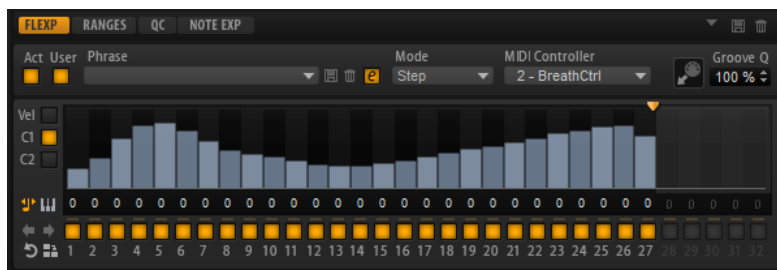 FLEXP RANGES QC NOTE EXP
Act User Phrase Mode MIDI Controller Groove Q
e Step 2 - BreathCtrl 100 %
Vel
C1
C2
0 0 0 0 0 0 0 0 0 0 0 0 0 0 0 0 0 0 0 0 0 0 0 0 0 0 0 0 0 0 0 0
1 2 3 4 5 6 7 8 9 10 11 12 13 14 15 16 17 18 19 20 21 22 23 24 25 26 27 28 29 30 31 32